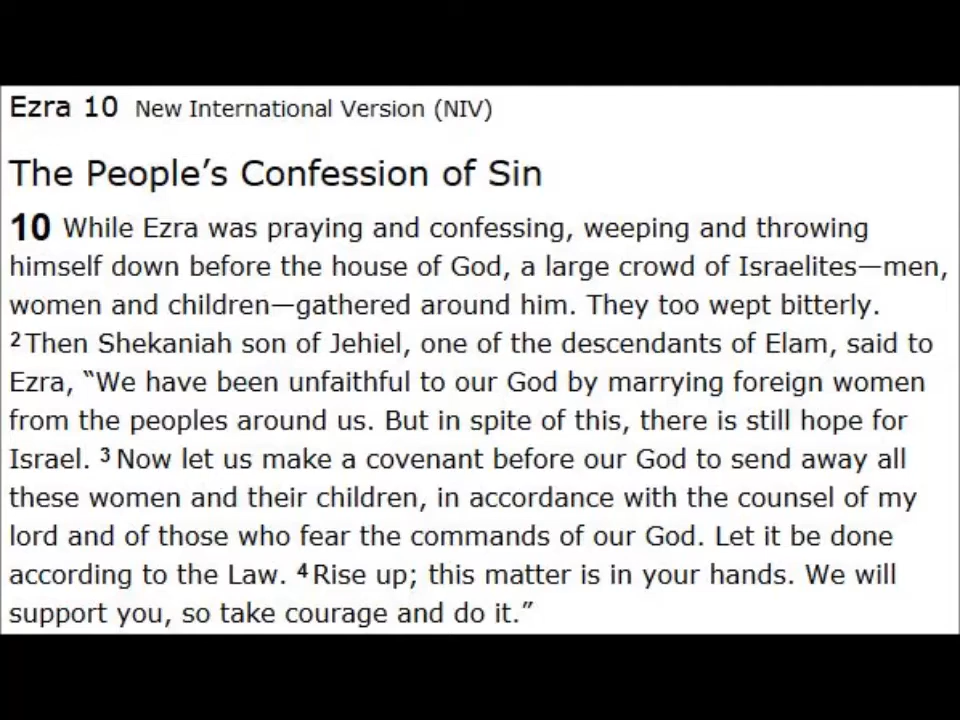 Ezra 10 New International Version (NIV)
The People’s Confession of Sin
10 While Ezra was praying and confessing, weeping and throwing
himself down before the house of God, a large crowd of Israelites—men,
women and children—gathered around him. They too wept bitterly.
2 Then Shekaniah son of Jehiel, one of the descendants of Elam, said to
Ezra, “We have been unfaithful to our God by marrying foreign women
from the peoples around us. But in spite of this, there is still hope for
Israel. 3 Now let us make a covenant before our God to send away all
these women and their children, in accordance with the counsel of my
lord and of those who fear the commands of our God. Let it be done
according to the Law. 4 Rise up; this matter is in your hands. We will
support you, so take courage and do it.”